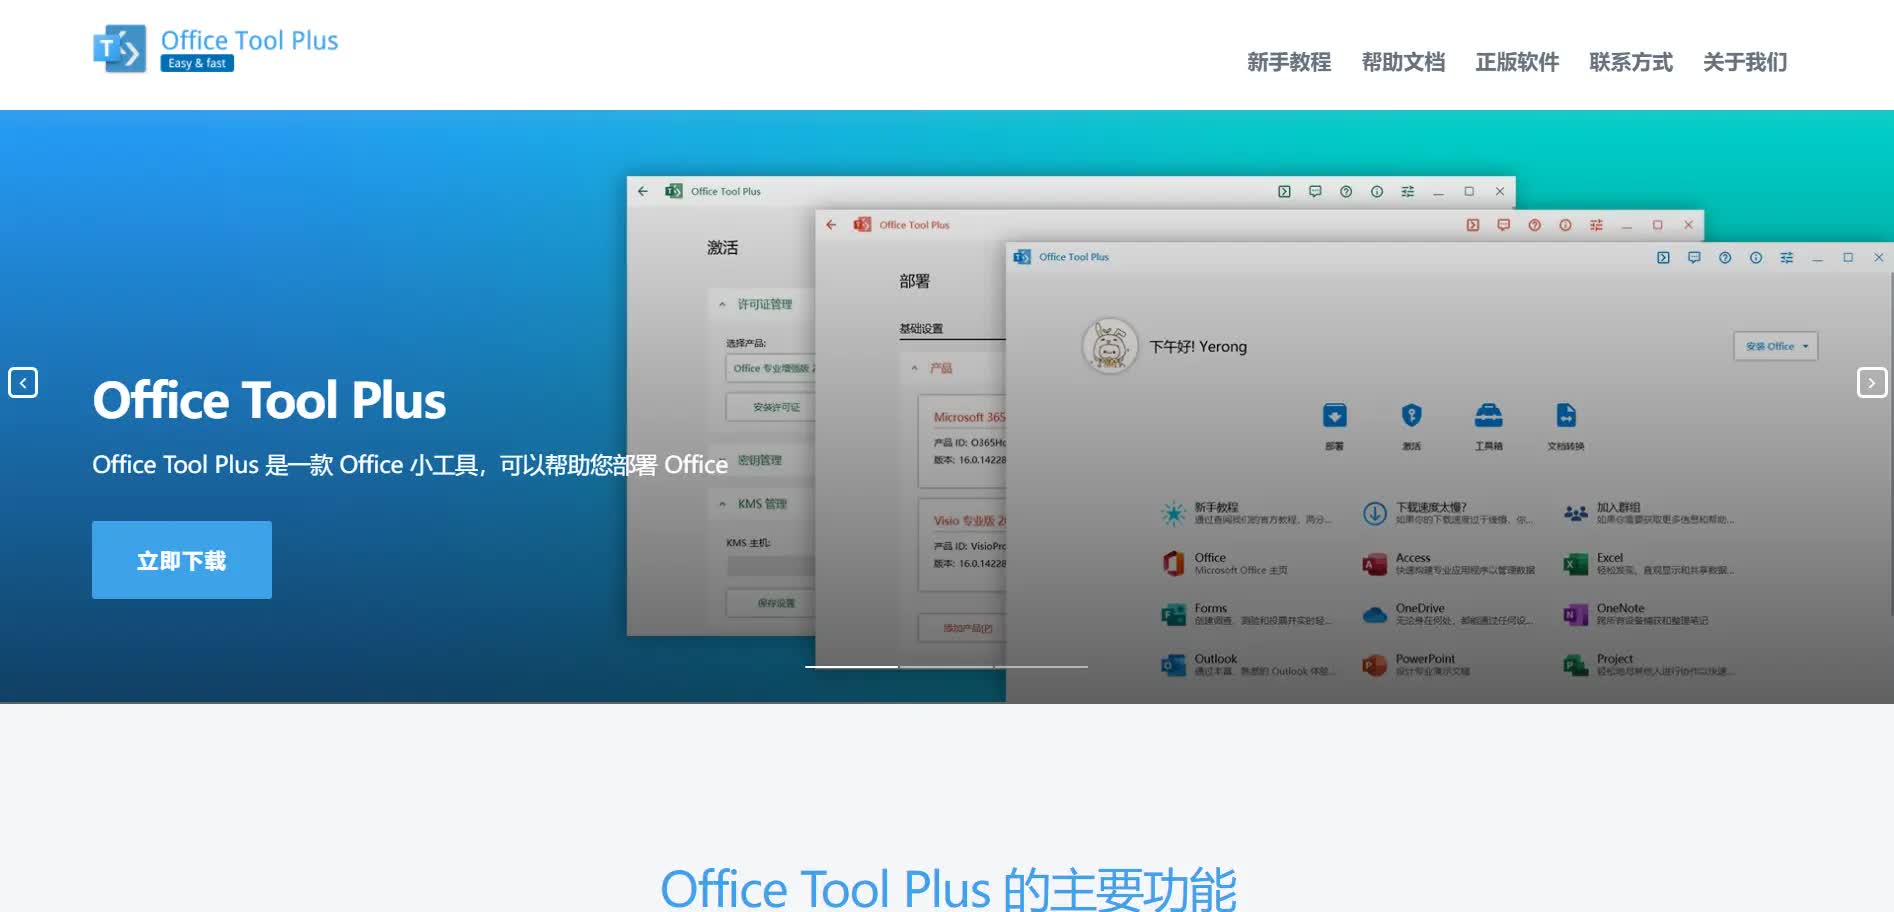 Office Tool Plus
Easy & fast
新手教程 帮助文档 正版软件 联系方式 关于我们
Office Tool Plus
激活
许可证管理
选择产品:
Office 专业增强版
安装许可证
密钥管理
KMS 管理
KMS 主机:
保存设置
Office Tool Plus
部署
基础设置
产品
Microsoft 365
产品 ID: O365Ho
版本: 16.0.14228
Visio 专业版 20
产品 ID: VisioPro
版本: 16.0.14228
添加产品(P)
Office Tool Plus
下午好! Yerong
安装 Office
部署 激活 工具箱 文档转换
新手教程 下载速度太慢? 加入群组
通过查阅我们的官方教程，两分... 如果你的下载速度过于缓慢，你... 如果你需要获取更多信息和帮助...
Office Access Excel
Microsoft Office 主页 快速构建专业应用程序以管理数据 轻松发现、直观显示和共享数据...
Forms OneDrive OneNote
创建调查、测验和投票并实时轻... 无论身在何处，都能通过任何设... 跨所有设备捕获和整理笔记
Outlook PowerPoint Project
通过丰富、熟悉的 Outlook 体验... 设计专业演示文稿 轻松地与其他人进行协作以快速...
Office Tool Plus
Office Tool Plus 是一款 Office 小工具，可以帮助您部署 Office
立即下载
Office Tool Plus 的主要功能